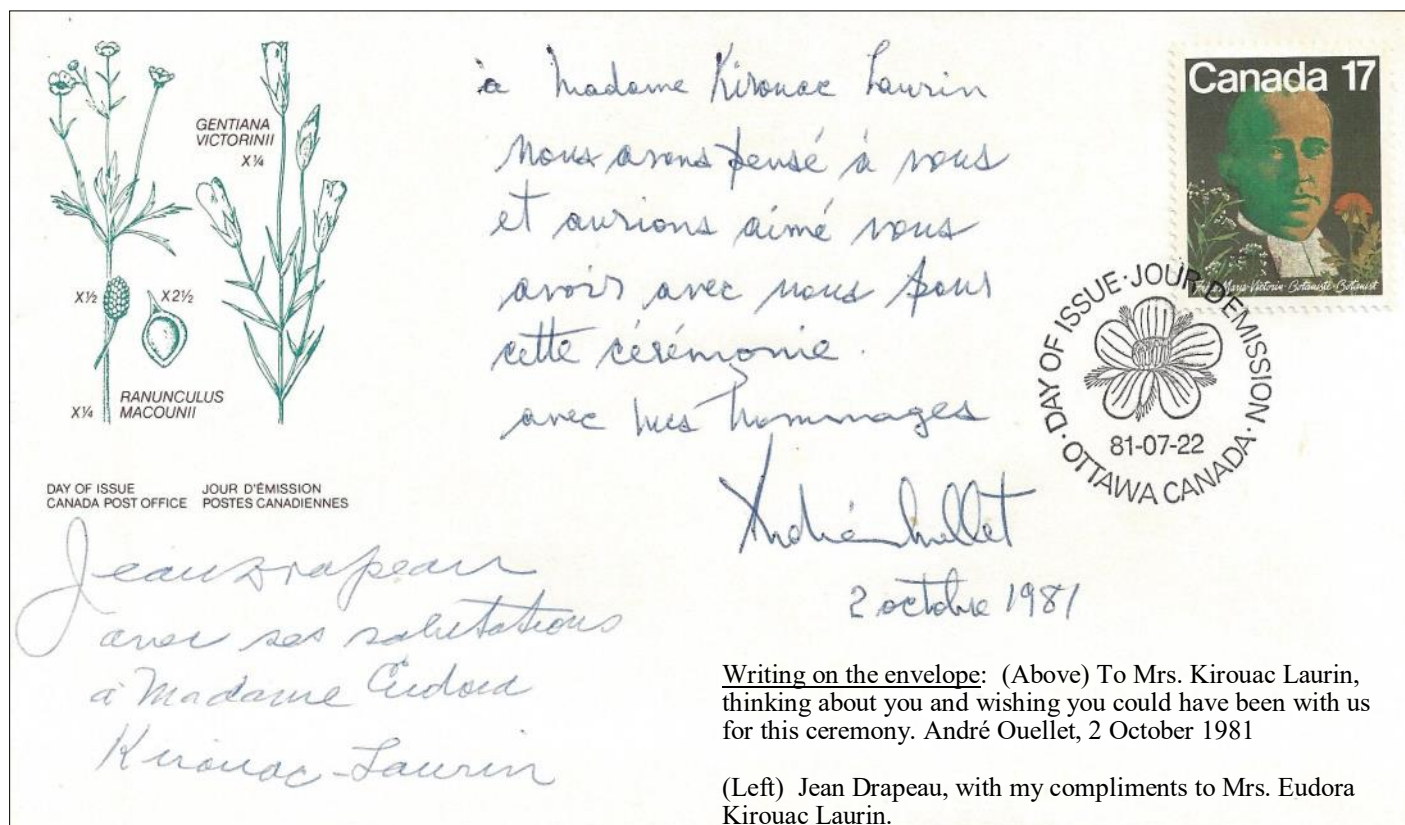 GENTIANA
VICTORINII
X¼
X½
X2½
RANUNCULUS
MACOUNII
X¼
DAY OF ISSUE JOUR D'ÉMISSION
CANADA POST OFFICE POSTES CANADIENNES
à Madame Kirouac Laurin
nous avons pensé à vous
et aurions aimé vous
avoir avec nous pour
cette cérémonie.
avec mes hommages
André Ouellet
2 octobre 1981
Canada 17
Frère Marie-Victorin · Botaniste · Botanist
DAY OF ISSUE · JOUR D'ÉMISSION · OTTAWA CANADA ·
81-07-22
Jean Drapeau
avec ses salutations
à Madame Eudora
Kirouac-Laurin
Writing on the envelope: (Above) To Mrs. Kirouac Laurin,
thinking about you and wishing you could have been with us
for this ceremony. André Ouellet, 2 October 1981
(Left) Jean Drapeau, with my compliments to Mrs. Eudora
Kirouac Laurin.